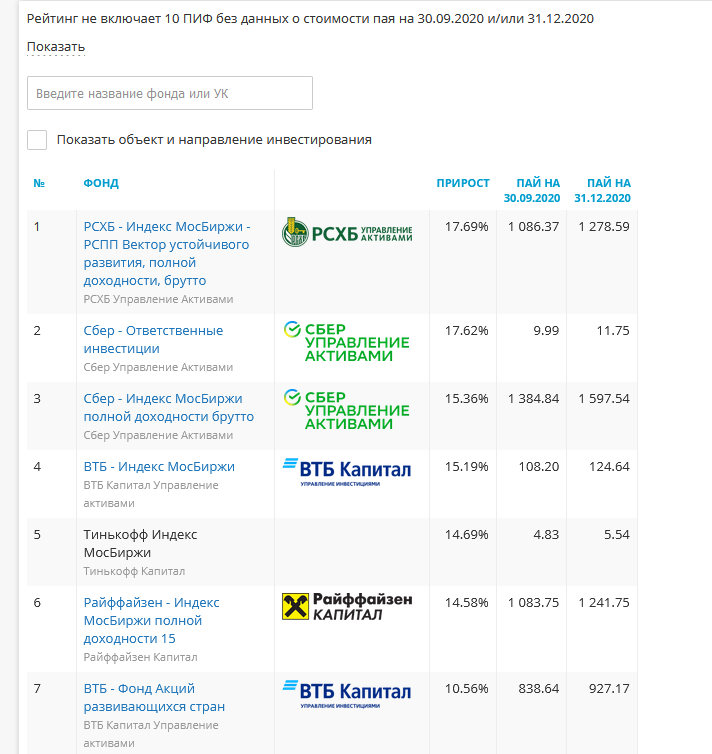 Рейтинг не включает 10 ПИФ без данных о стоимости пая на 30.09.2020 и/или 31.12.2020
Показать
Введите название фонда или УК
Показать объект и направление инвестирования
№ ФОНД ПРИРОСТ ПАЙ НА 30.09.2020 ПАЙ НА 31.12.2020
1 РСХБ - Индекс МосБиржи - РСПП Вектор устойчивого развития, полной доходности, брутто
РСХБ Управление Активами
РСХБ УПРАВЛЕНИЕ АКТИВАМИ
17.69% 1 086.37 1 278.59
2 Сбер - Ответственные инвестиции
Сбер Управление Активами
СБЕР УПРАВЛЕНИЕ АКТИВАМИ
17.62% 9.99 11.75
3 Сбер - Индекс МосБиржи полной доходности брутто
Сбер Управление Активами
СБЕР УПРАВЛЕНИЕ АКТИВАМИ
15.36% 1 384.84 1 597.54
4 ВТБ - Индекс МосБиржи
ВТБ Капитал Управление активами
ВТБ Капитал
УПРАВЛЕНИЕ ИНВЕСТИЦИЯМИ
15.19% 108.20 124.64
5 Тинькофф Индекс МосБиржи
Тинькофф Капитал
14.69% 4.83 5.54
6 Райффайзен - Индекс МосБиржи полной доходности 15
Райффайзен Капитал
Райффайзен КАПИТАЛ
14.58% 1 083.75 1 241.75
7 ВТБ - Фонд Акций развивающихся стран
ВТБ Капитал Управление активами
ВТБ Капитал
УПРАВЛЕНИЕ ИНВЕСТИЦИЯМИ
10.56% 838.64 927.17